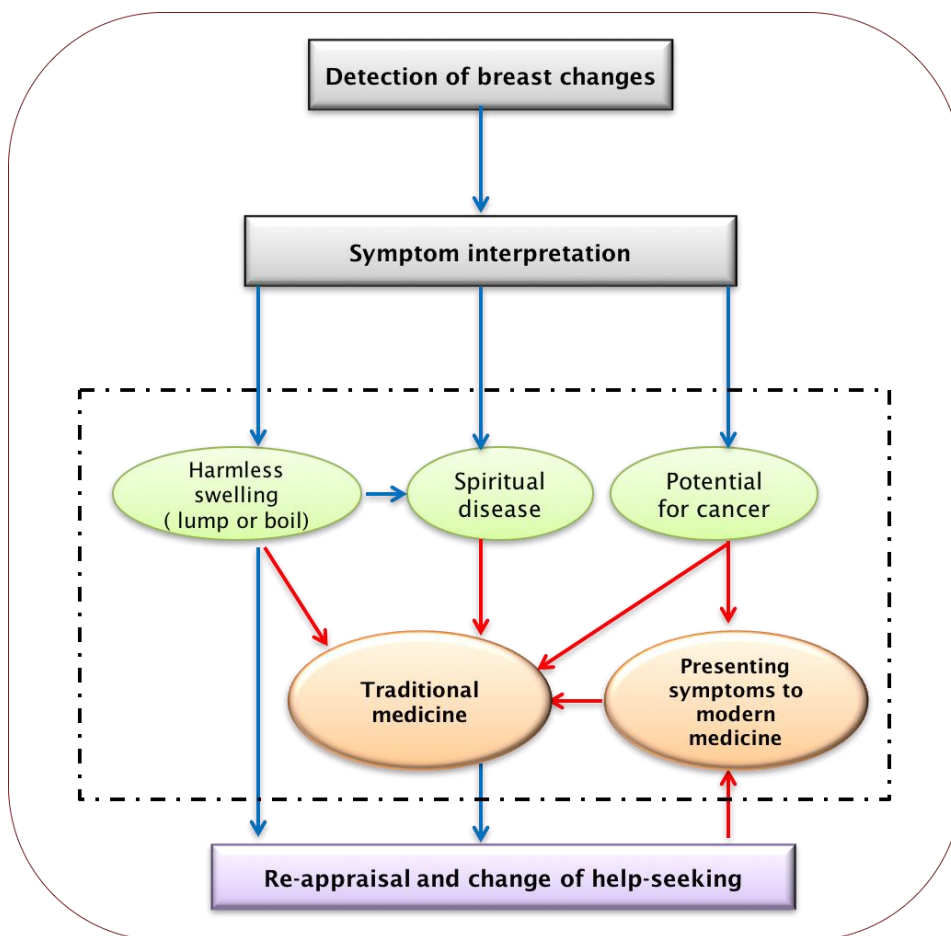 Detection of breast changes
Symptom interpretation
Harmless
swelling
( lump or boil)
Spiritual
disease
Potential
for cancer
Traditional
medicine
Presenting
symptoms to
modern
medicine
Re-appraisal and change of help-seeking